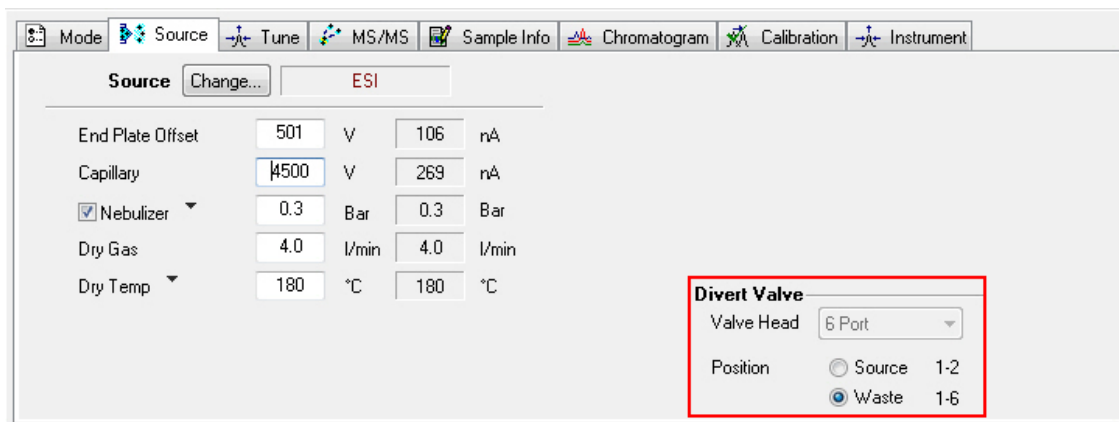 Mode Source Tune MS/MS Sample Info Chromatogram Calibration Instrument
Source Change... ESI
End Plate Offset 501 V 106 nA
Capillary 4500 V 269 nA
Nebulizer 0.3 Bar 0.3 Bar
Dry Gas 4.0 l/min 4.0 l/min
Dry Temp 180 °C 180 °C
Divert Valve
Valve Head 6 Port
Position Source 1-2
Waste 1-6